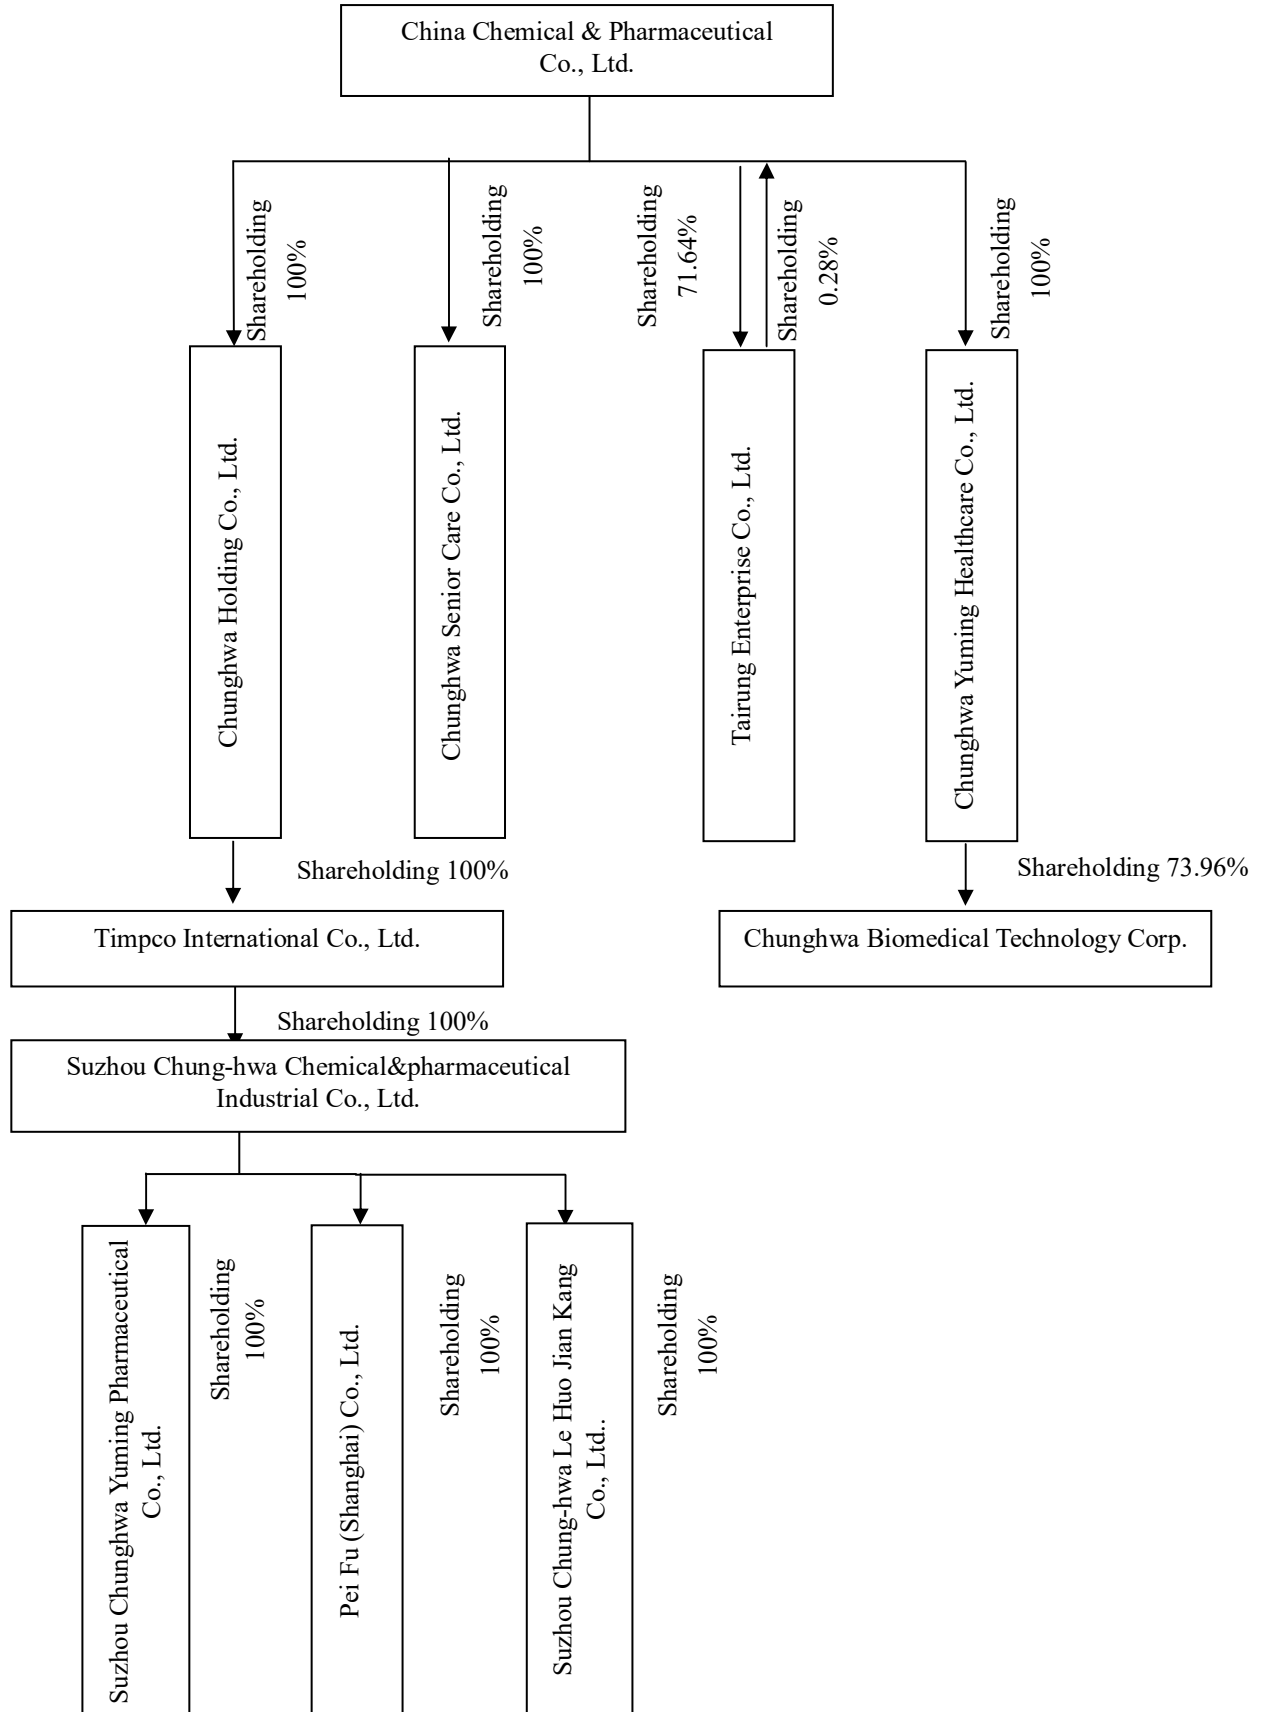 China Chemical & Pharmaceutical
Co., Ltd.
Shareholding
100%
Shareholding
100%
Shareholding
71.64%
Shareholding
0.28%
Shareholding
100%
Chunghwa Holding Co., Ltd.
Chunghwa Senior Care Co., Ltd.
Tairung Enterprise Co., Ltd.
Chunghwa Yuming Healthcare Co., Ltd.
Shareholding 100%
Shareholding 73.96%
Timpco International Co., Ltd.
Chunghwa Biomedical Technology Corp.
Shareholding 100%
Suzhou Chung-hwa Chemical&pharmaceutical
Industrial Co., Ltd.
Suzhou Chunghwa Yuming Pharmaceutical
Co., Ltd.
Shareholding
100%
Pei Fu (Shanghai) Co., Ltd.
Shareholding
100%
Suzhou Chung-hwa Le Huo Jian Kang
Co., Ltd..
Shareholding
100%